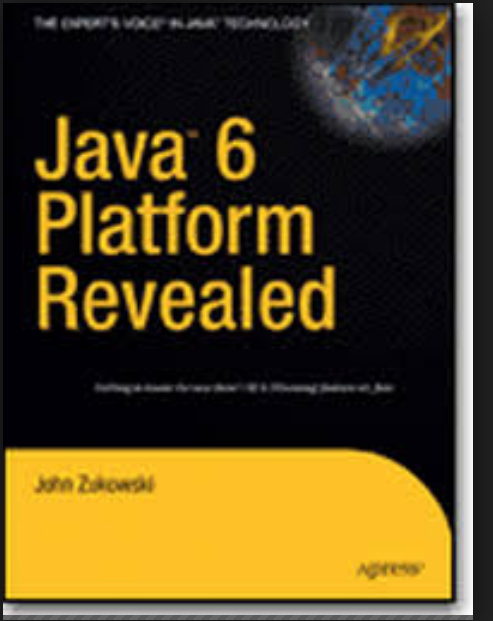 THE EXPERT'S VOICE® IN JAVA™ TECHNOLOGY
Java™ 6
Platform
Revealed
John Zukowski
Apress®